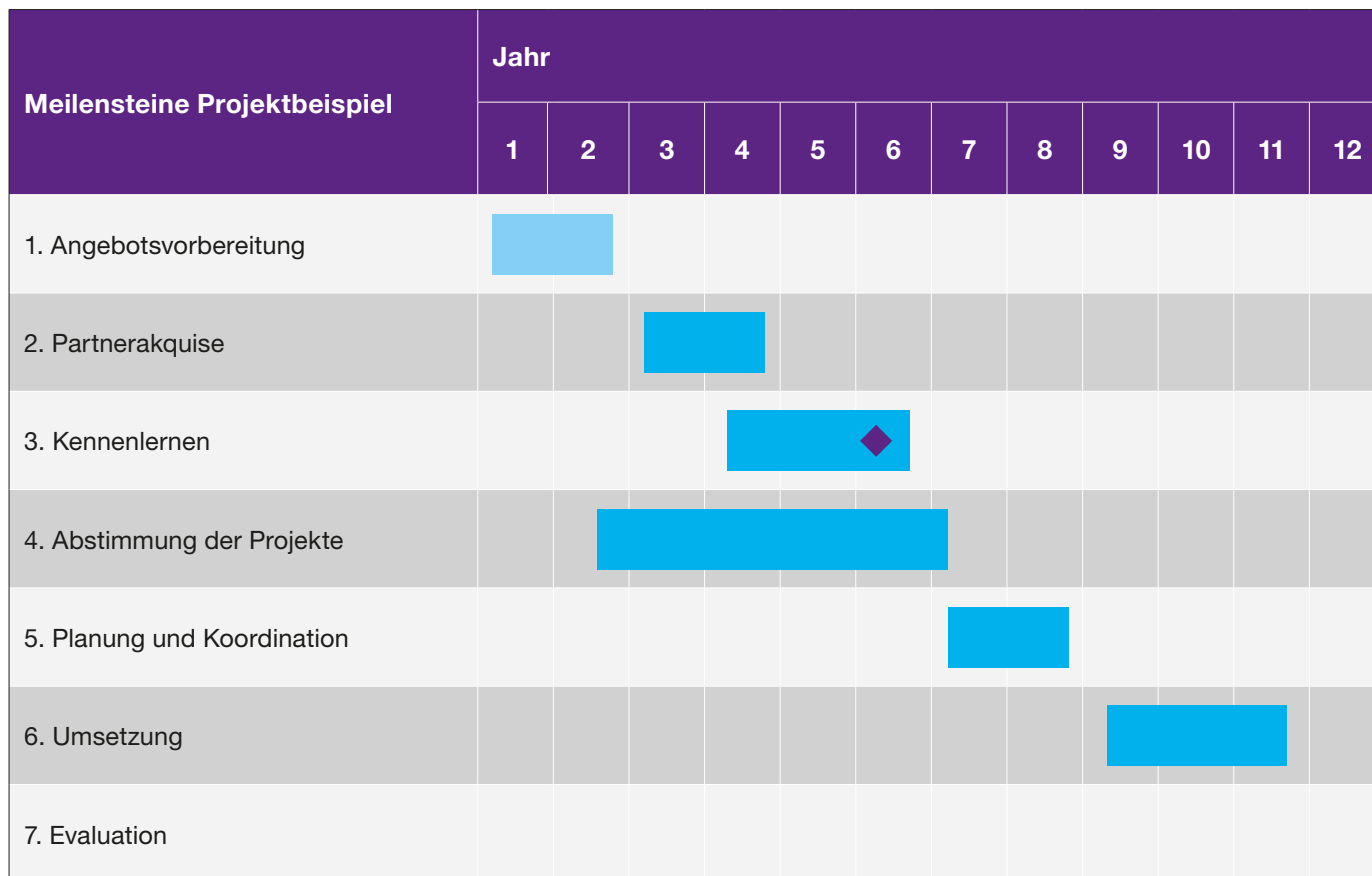 Meilensteine Projektbeispiel
Jahr
1 2 3 4 5 6 7 8 9 10 11 12
1. Angebotsvorbereitung
2. Partnerakquise
3. Kennenlernen
4. Abstimmung der Projekte
5. Planung und Koordination
6. Umsetzung
7. Evaluation